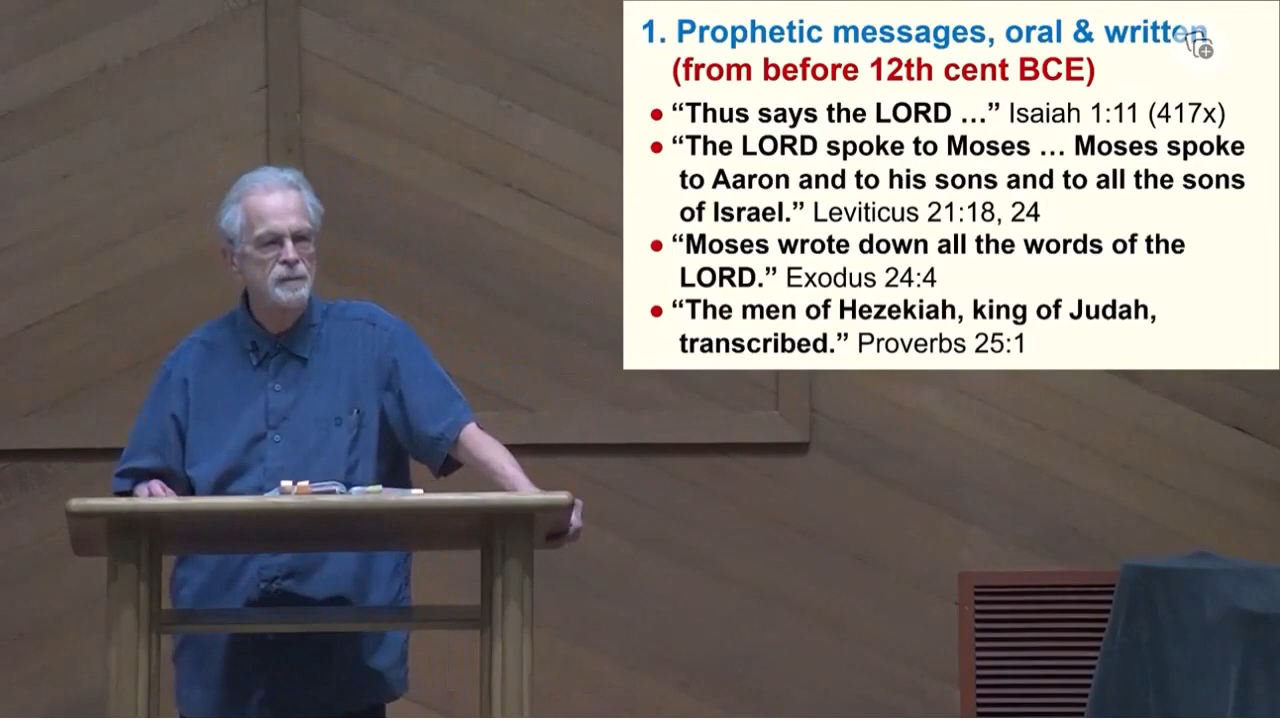 1. Prophetic messages, oral & written
(from before 12th cent BCE)
● “Thus says the LORD …” Isaiah 1:11 (417x)
● “The LORD spoke to Moses … Moses spoke
to Aaron and to his sons and to all the sons
of Israel.” Leviticus 21:18, 24
● “Moses wrote down all the words of the
LORD.” Exodus 24:4
● “The men of Hezekiah, king of Judah,
transcribed.” Proverbs 25:1